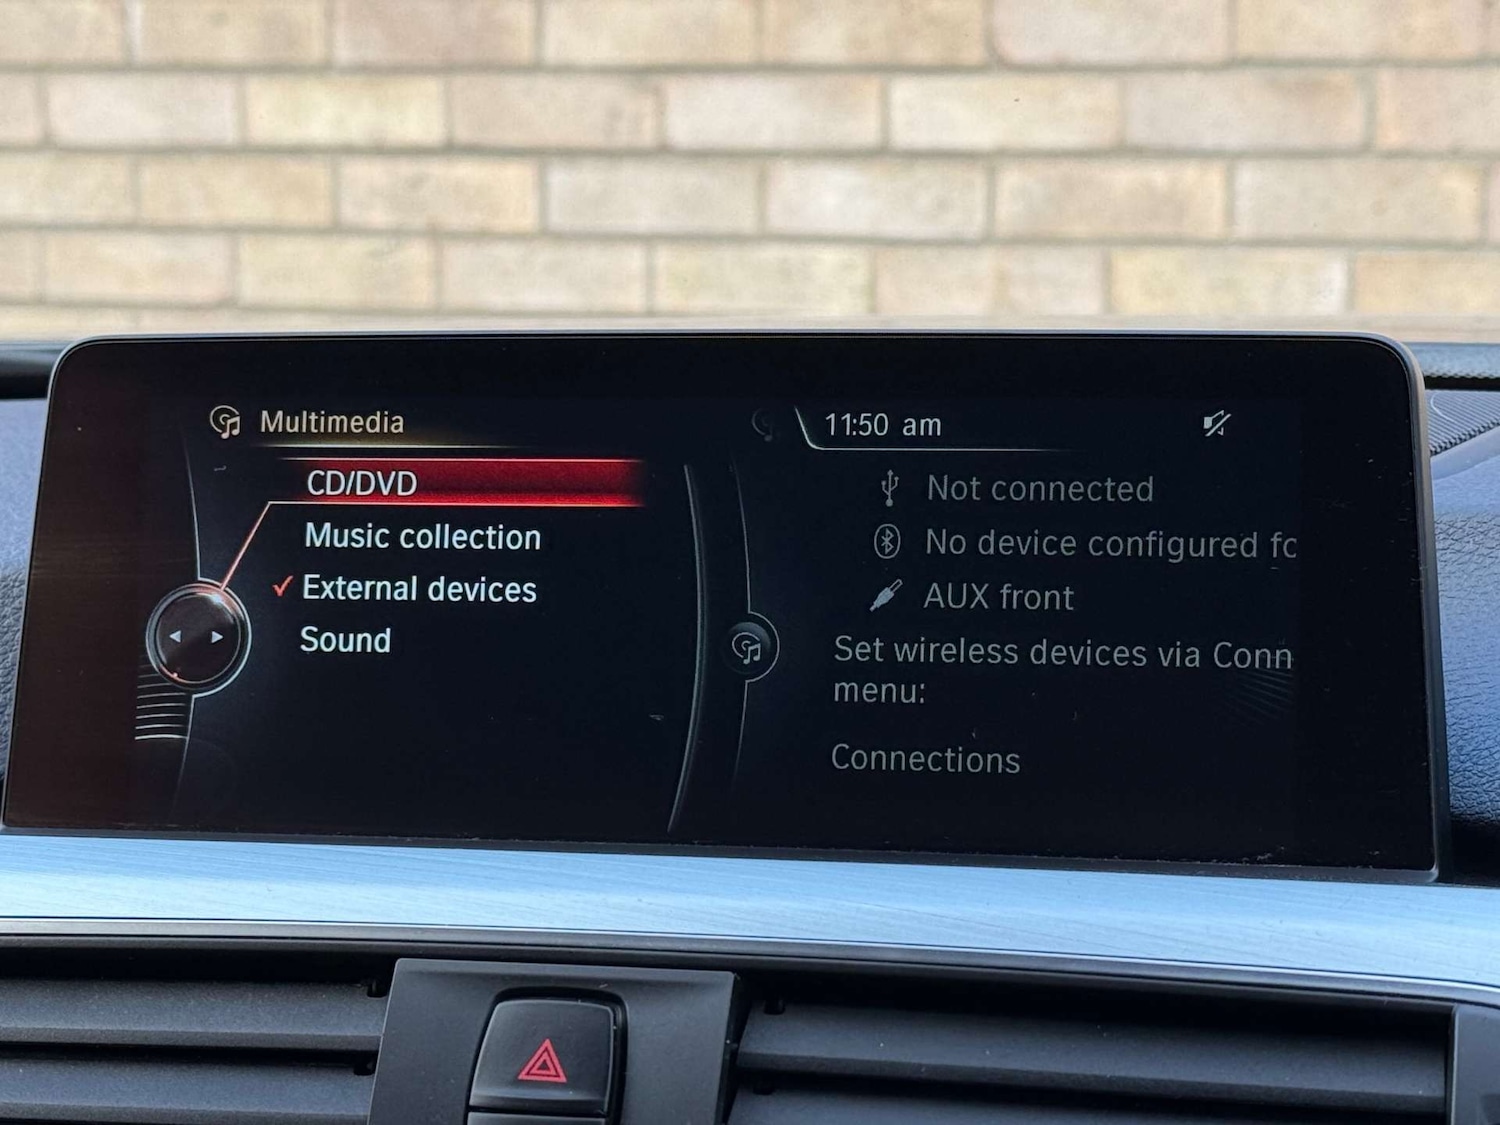 Multimedia
CD/DVD
Music collection
External devices
Sound
11:50 am
Not connected
No device configured fo
AUX front
Set wireless devices via Conn
menu:
Connections